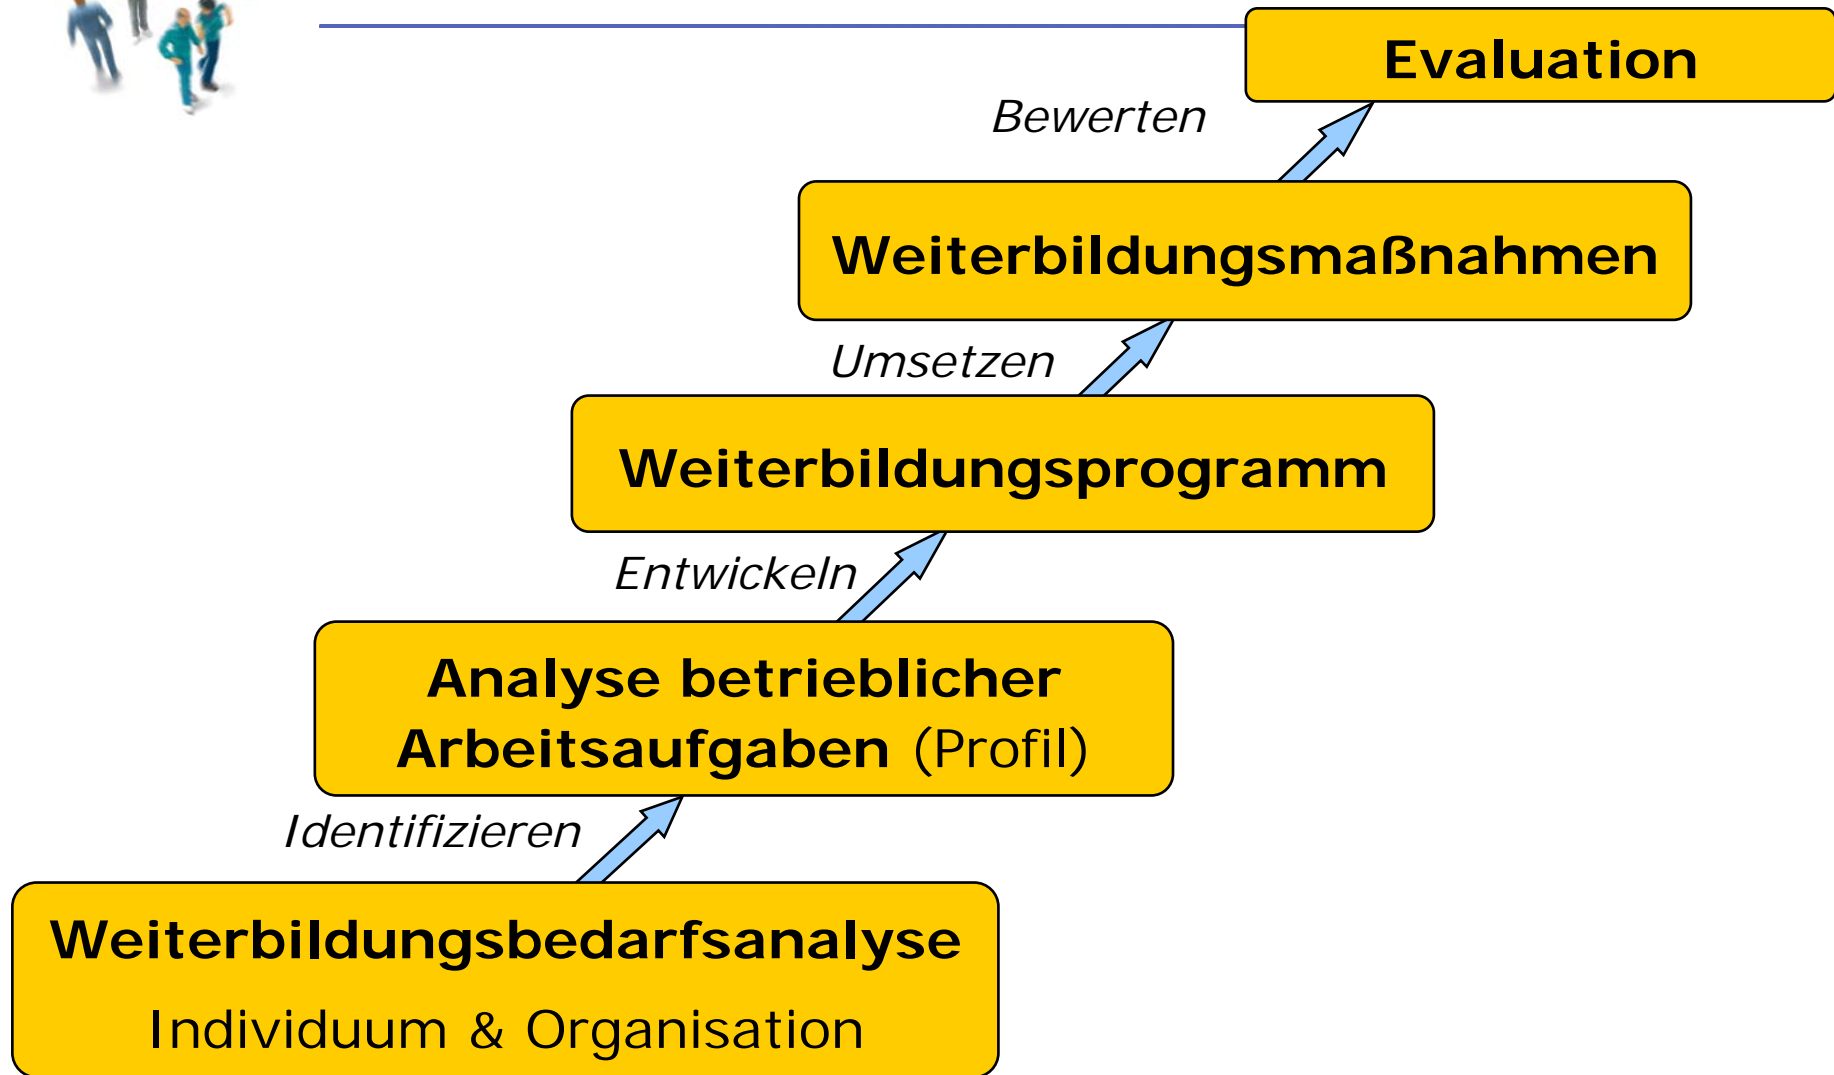 Evaluation
Bewerten
Weiterbildungsmaßnahmen
Umsetzen
Weiterbildungsprogramm
Entwickeln
Analyse betrieblicher
Arbeitsaufgaben (Profil)
Identifizieren
Weiterbildungsbedarfsanalyse
Individuum & Organisation